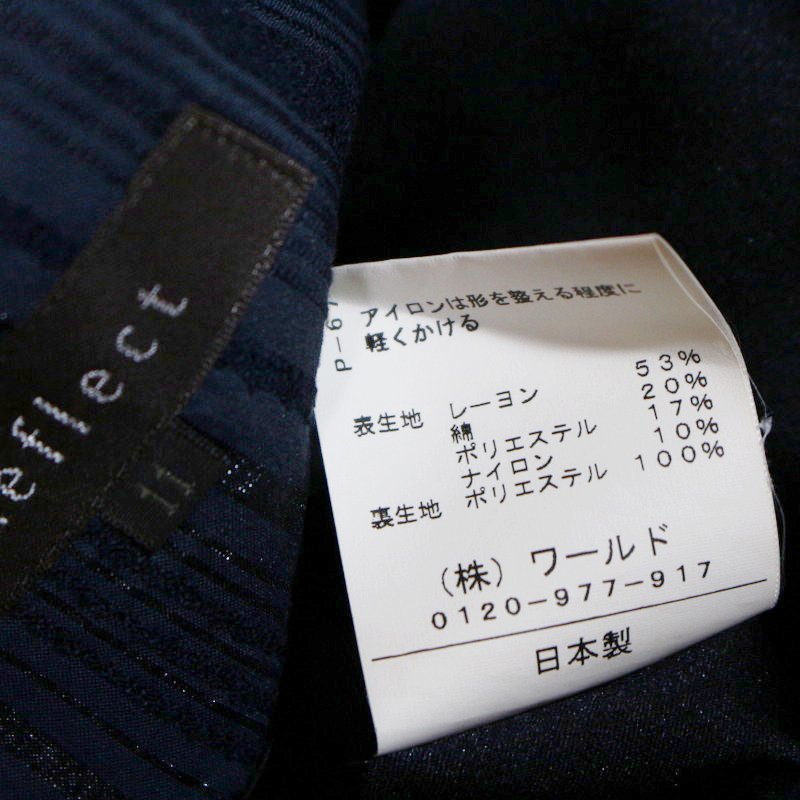 eflect
11
P-67
アイロンは形を整える程度に
軽くかける
表生地 レーヨン 53%
綿 20%
ポリエステル 17%
ナイロン 10%
裏生地 ポリエステル 100%
(株) ワールド
0120-977-917
日本製